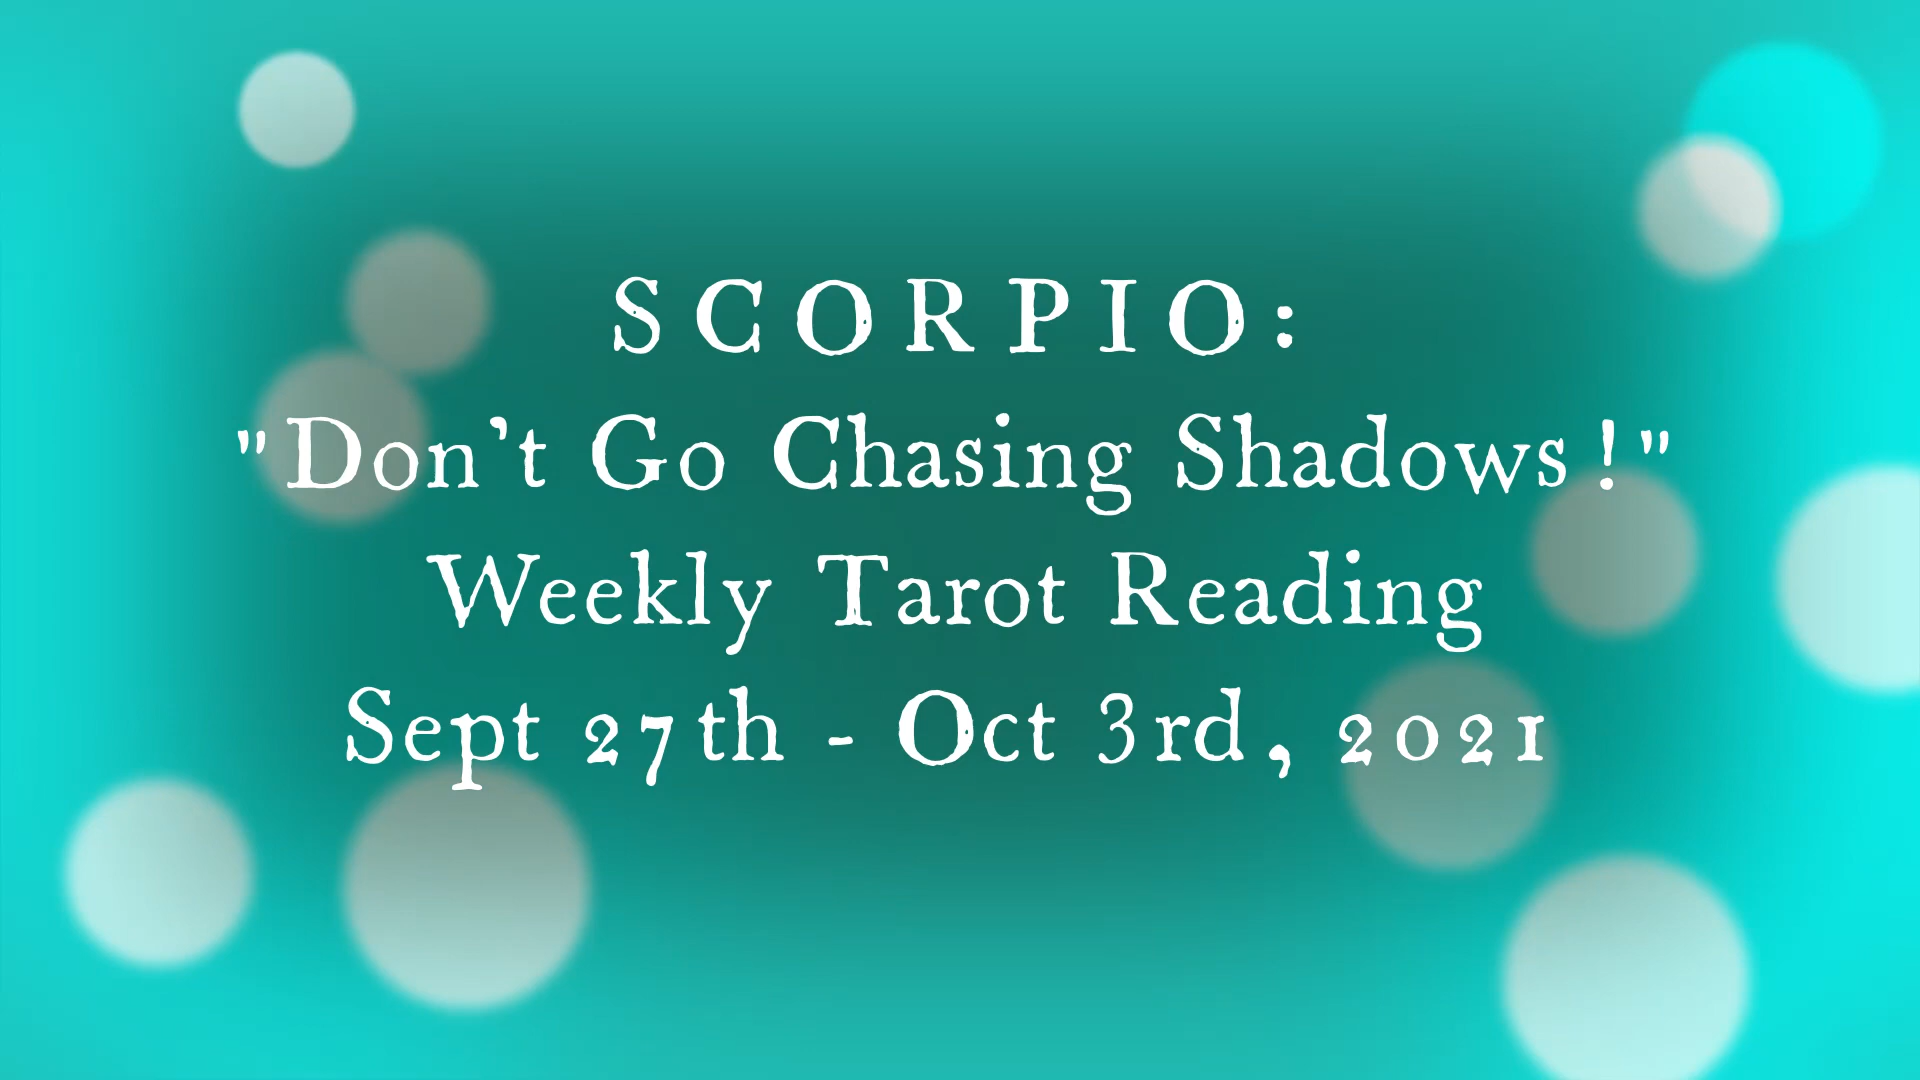 SCORPIO:
"Don't Go Chasing Shadows!"
Weekly Tarot Reading
Sept 27th - Oct 3rd, 2021